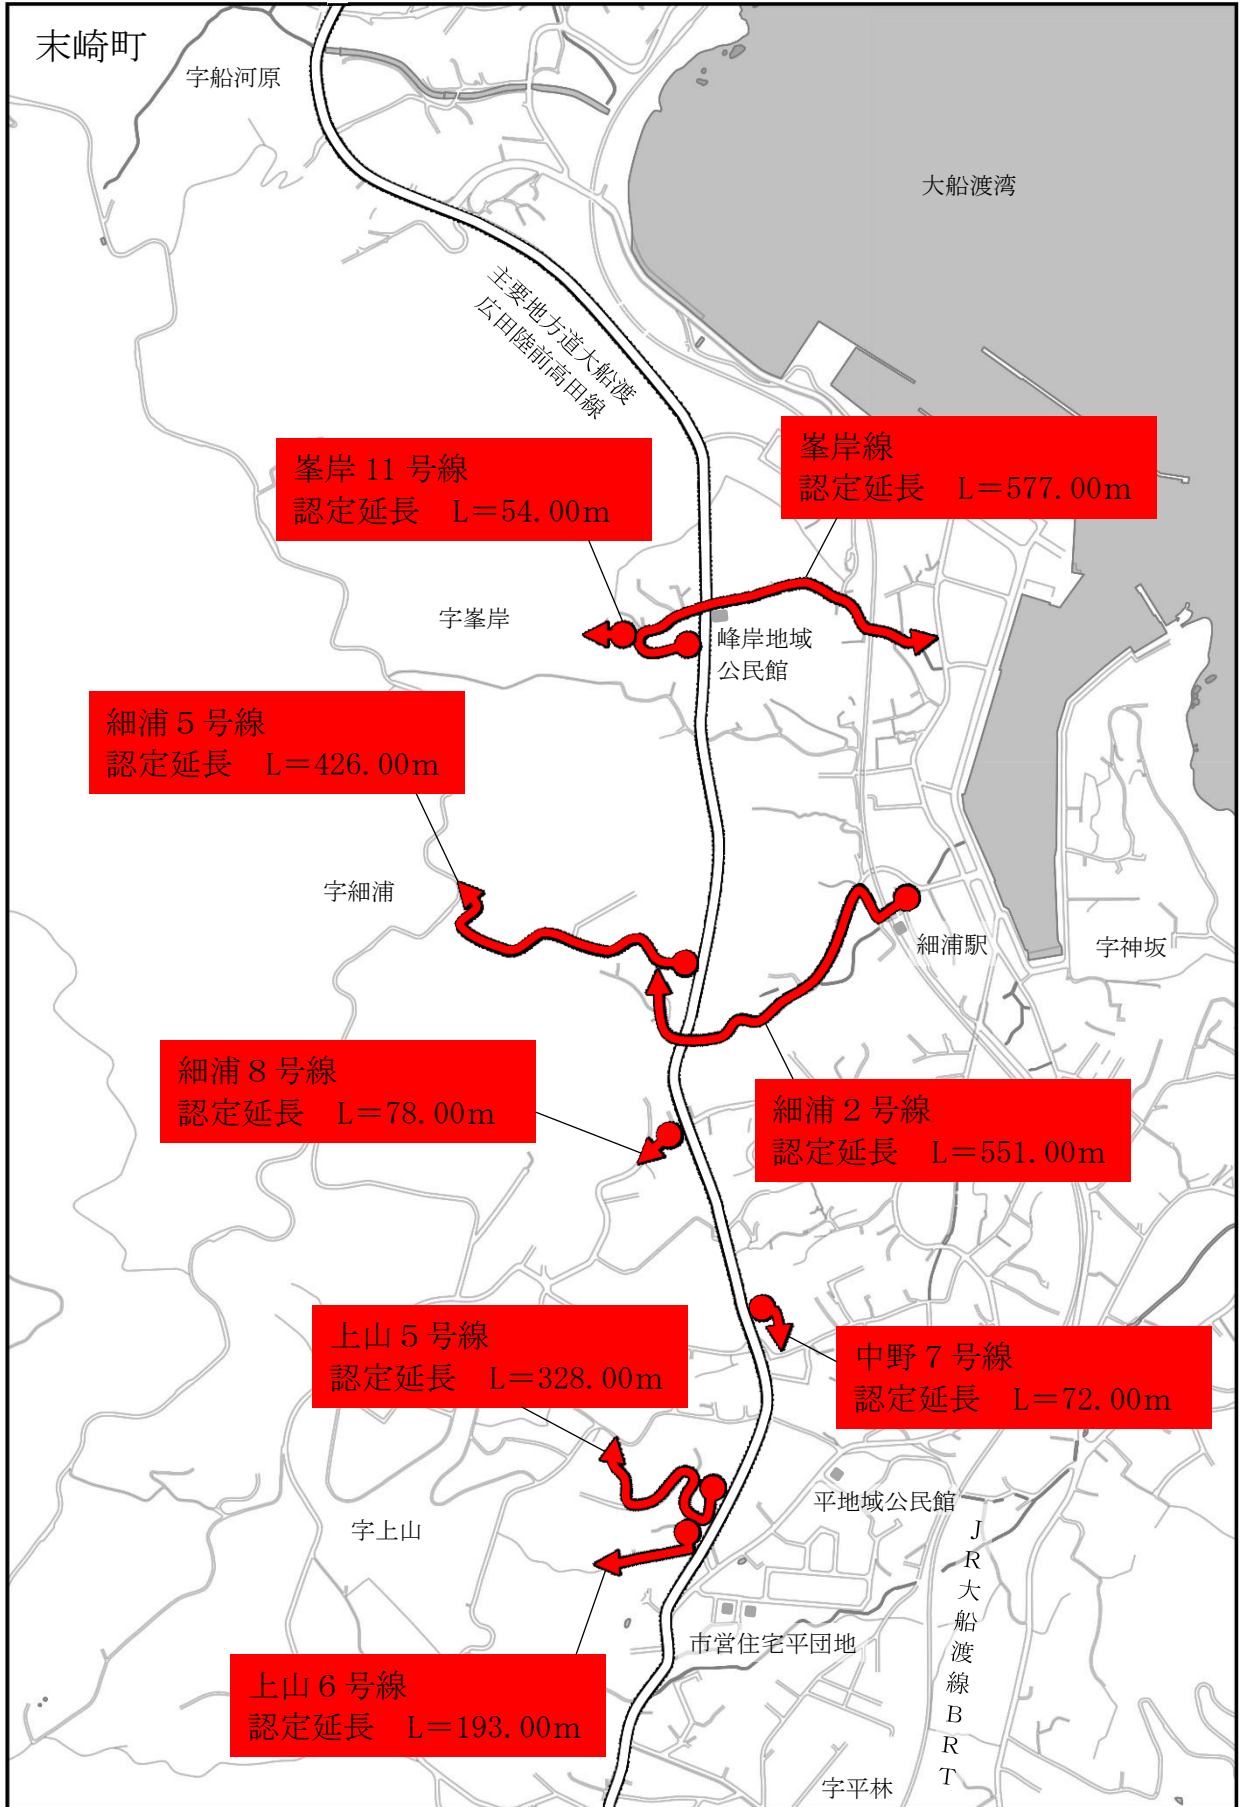 末崎町
字船河原
大船渡湾
主要地方道大船渡
広田陸前高田線
峯岸11号線
認定延長　L＝54.00m
峯岸線
認定延長　L＝577.00m
字峯岸
峰岸地域
公民館
細浦５号線
認定延長　L＝426.00m
字細浦
細浦駅
字神坂
細浦８号線
認定延長　L＝78.00m
細浦２号線
認定延長　L＝551.00m
上山５号線
認定延長　L＝328.00m
中野７号線
認定延長　L＝72.00m
平地域公民館
字上山
JR大船渡線BRT
市営住宅平団地
上山６号線
認定延長　L＝193.00m
字平林